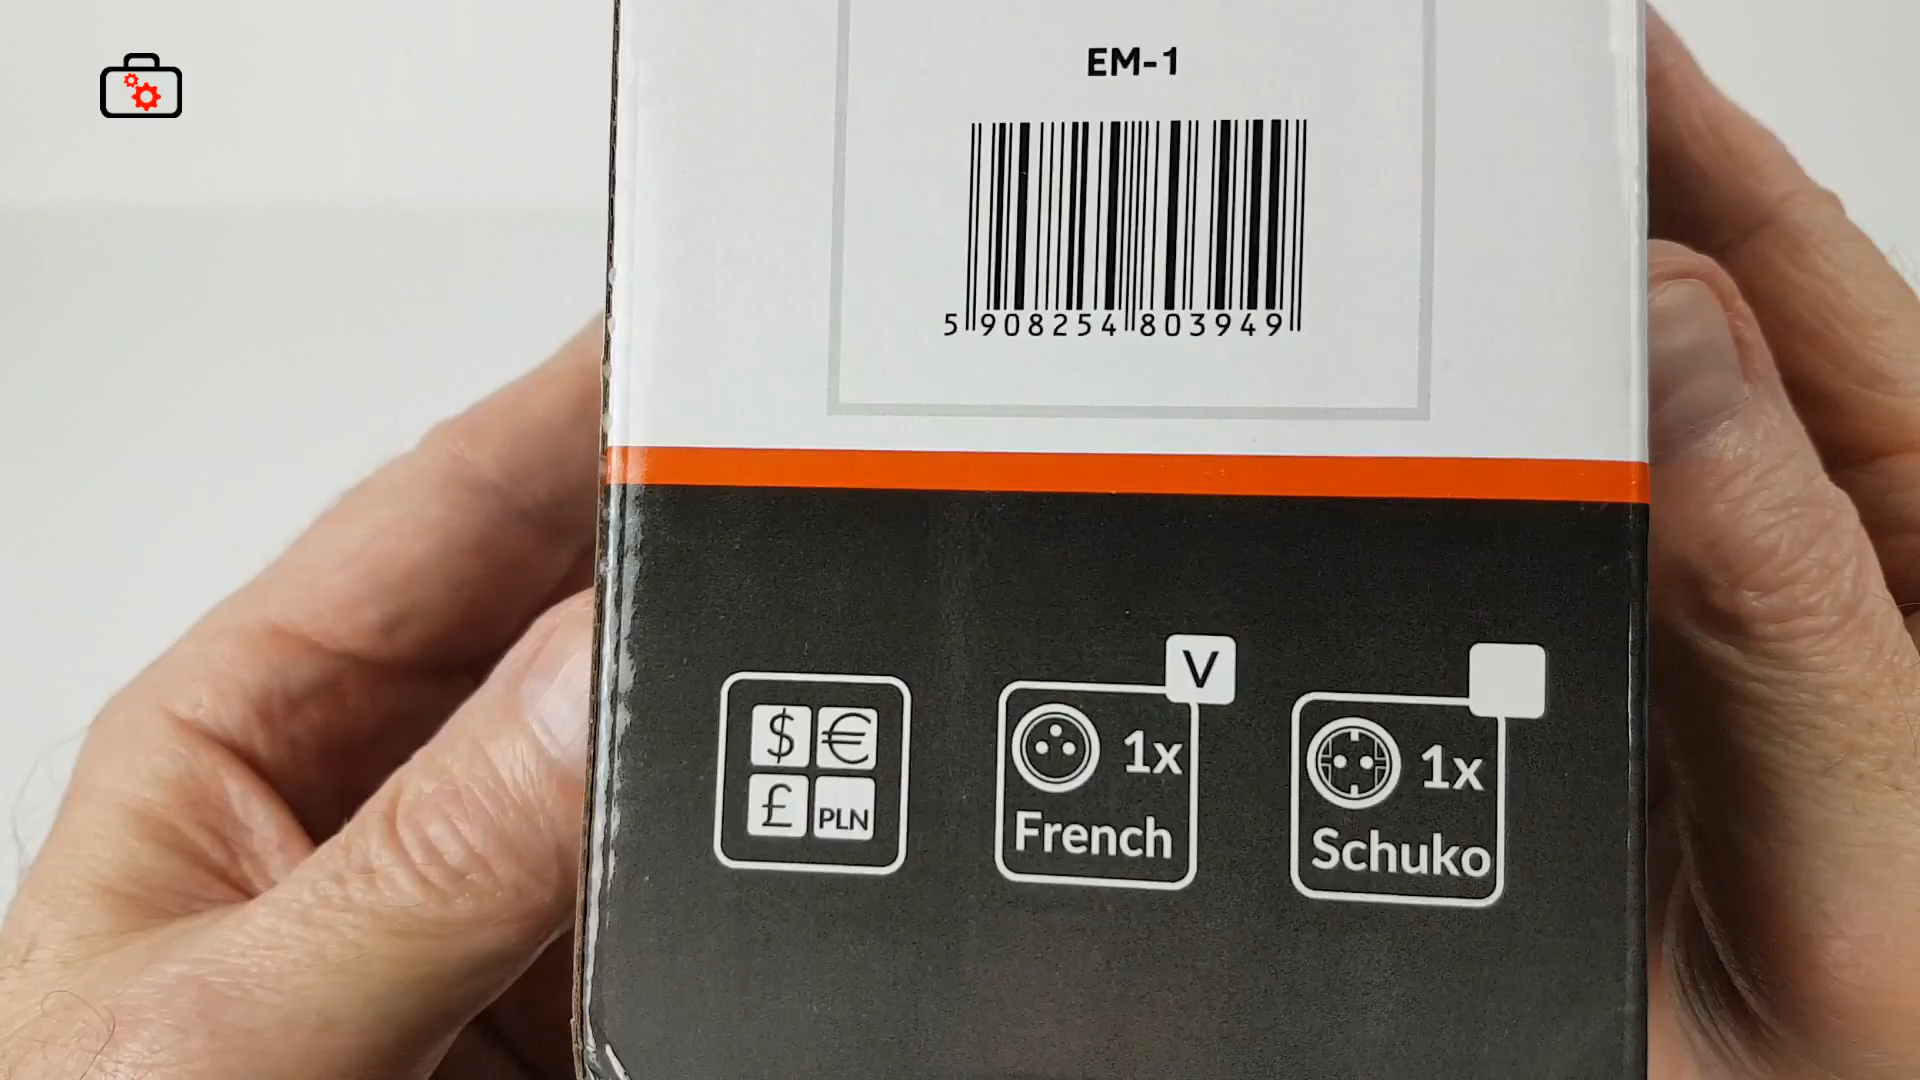 EM-1
5 908254 803949
$ €
£ PLN
V
1x
French
1x
Schuko